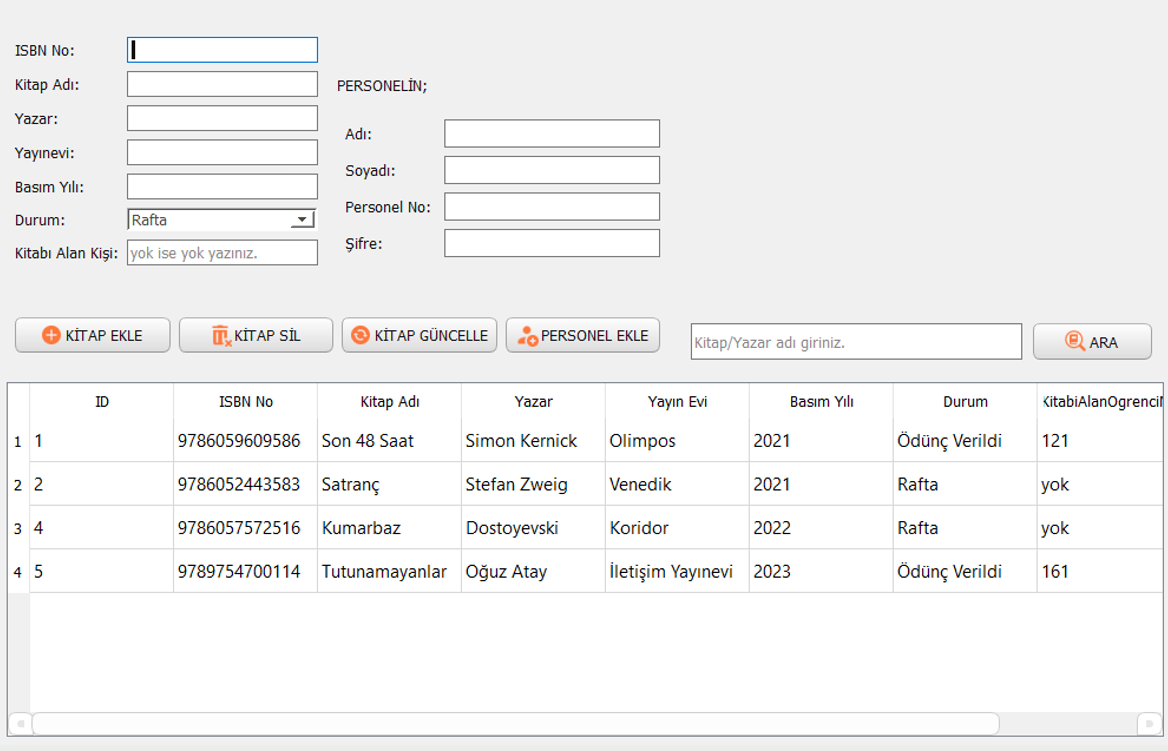 ISBN No:
Kitap Adı:
PERSONELİN;
Yazar:
Adı:
Yayınevi:
Soyadı:
Basım Yılı:
Personel No:
Durum: Rafta
Şifre:
Kitabı Alan Kişi: yok ise yok yazınız.
KİTAP EKLE KİTAP SİL KİTAP GÜNCELLE PERSONEL EKLE Kitap/Yazar adı giriniz. ARA
ID ISBN No Kitap Adı Yazar Yayın Evi Basım Yılı Durum KitabiAlanOgrenciN
1 1 9786059609586 Son 48 Saat Simon Kernick Olimpos 2021 Ödünç Verildi 121
2 2 9786052443583 Satranç Stefan Zweig Venedik 2021 Rafta yok
3 4 9786057572516 Kumarbaz Dostoyevski Koridor 2022 Rafta yok
4 5 9789754700114 Tutunamayanlar Oğuz Atay İletişim Yayınevi 2023 Ödünç Verildi 161